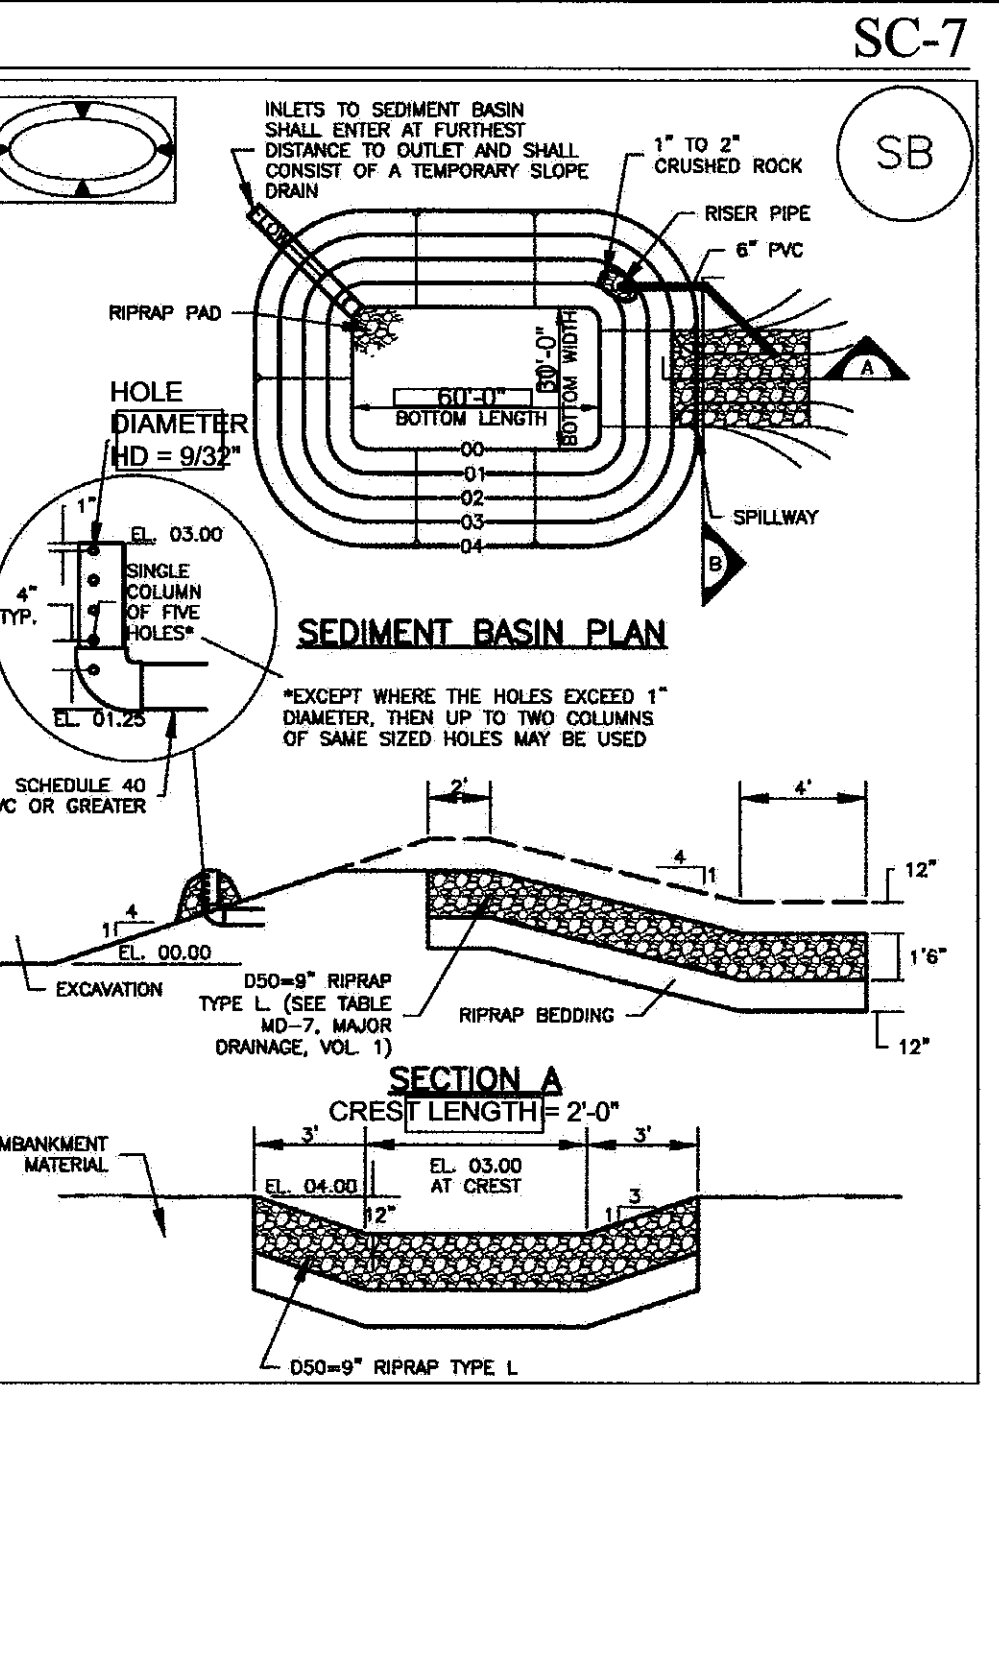 SC-7
INLETS TO SEDIMENT BASIN
SHALL ENTER AT FURTHEST
DISTANCE TO OUTLET AND SHALL
CONSIST OF A TEMPORARY SLOPE
DRAIN
1" TO 2"
CRUSHED ROCK
SB
RISER PIPE
6" PVC
FLOW
RIPRAP PAD
A
HOLE
DIAMETER
HD = 9/32"
60'-0"
BOTTOM LENGTH
BOTTOM WIDTH
00
01
02
03
04
SPILLWAY
B
1"
EL. 03.00
SINGLE
COLUMN
OF FIVE
HOLES*
4"
TYP.
EL. 01.25
SEDIMENT BASIN PLAN
*EXCEPT WHERE THE HOLES EXCEED 1"
DIAMETER, THEN UP TO TWO COLUMNS
OF SAME SIZED HOLES MAY BE USED
SCHEDULE 40
OR GREATER
2'
4'
4
1
12"
4
1
EL. 00.00
EXCAVATION
1'6"
D50=9" RIPRAP
TYPE L. (SEE TABLE
MD-7, MAJOR
DRAINAGE, VOL. 1)
RIPRAP BEDDING
12"
SECTION A
CREST LENGTH = 2'-0"
3'
3'
MBANKMENT
MATERIAL
EL. 04.00
EL. 03.00
AT CREST
12"
3
1
D50=9" RIPRAP TYPE L